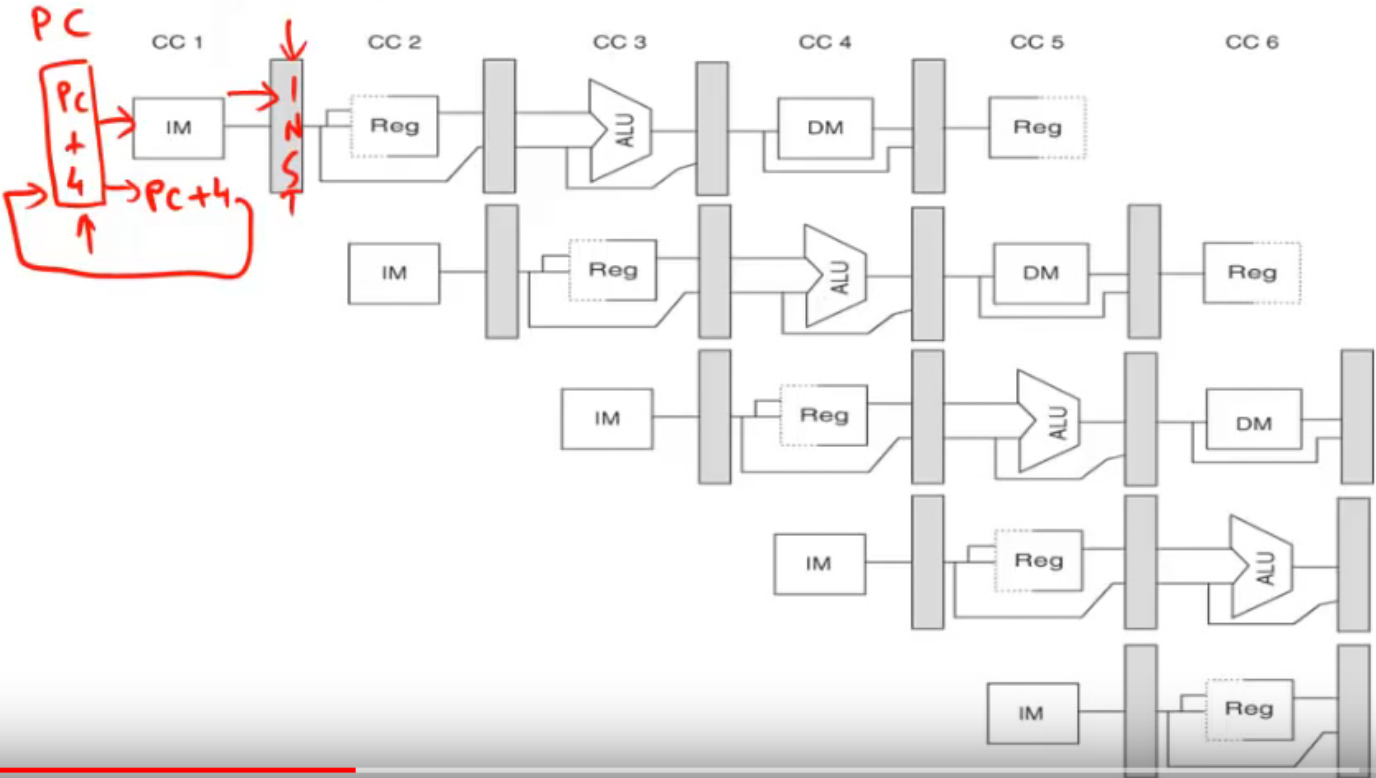 PC
CC 1 CC 2 CC 3 CC 4 CC 5 CC 6
PC
+
4
IM
I
N
S
T
Reg ALU DM Reg
PC+4
IM Reg ALU DM Reg
IM Reg ALU DM
IM Reg ALU
IM Reg